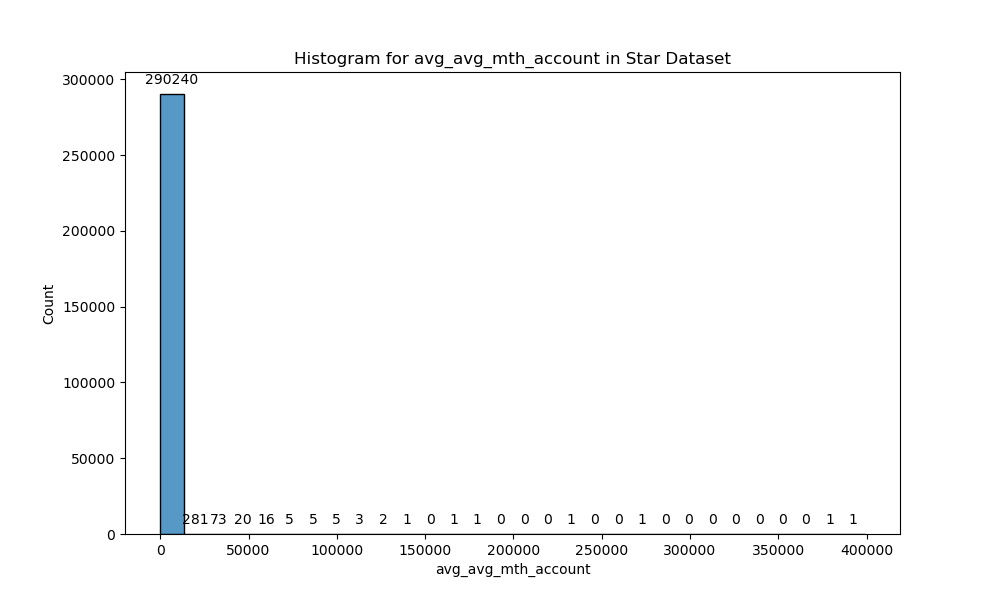 Histogram for avg_avg_mth_account in Star Dataset
300000
290240
250000
200000
Count
150000
100000
50000
281 73 20 16 5 5 5 3 2 1 0 1 1 0 0 0 1 0 0 1 0 0 0 0 0 0 1 1
0
0 50000 100000 150000 200000 250000 300000 350000 400000
avg_avg_mth_account